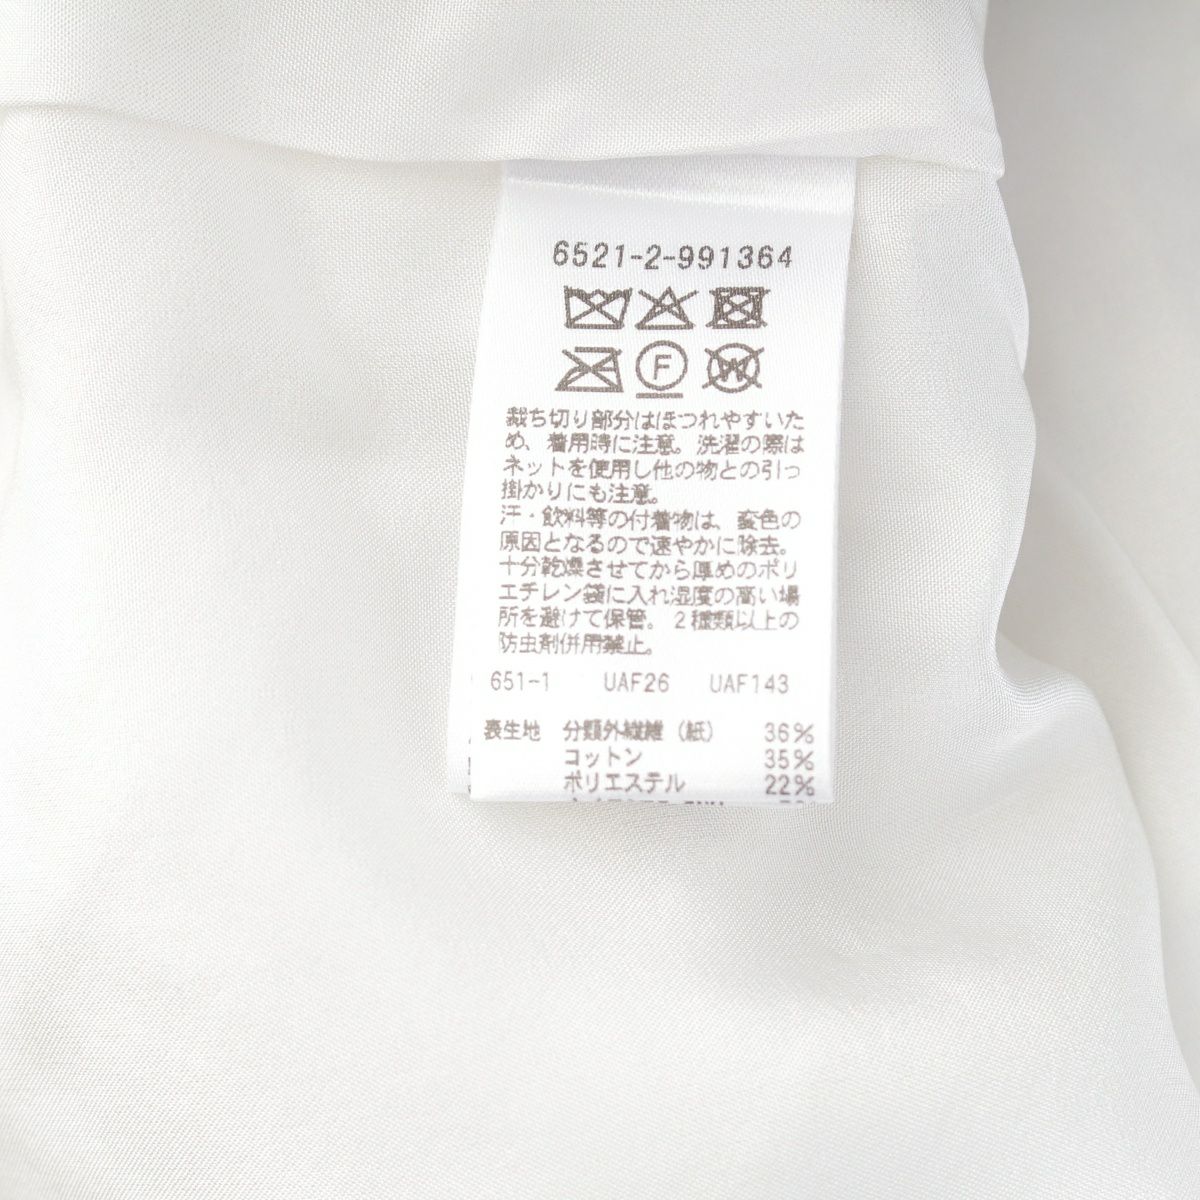 6521-2-991364
F
W
裁ち切り部分はほつれやすいた
め、着用時に注意。洗濯の際は
ネットを使用し他の物との引っ
掛かりにも注意。
汗・飲料等の付着物は、変色の
原因となるので速やかに除去。
十分乾燥させてから厚めのポリ
エチレン袋に入れ湿度の高い場
所を避けて保管。2種類以上の
防虫剤併用禁止。
651-1 UAF26 UAF143
表生地 分類外繊維(紙) 36%
コットン 35%
ポリエステル 22%